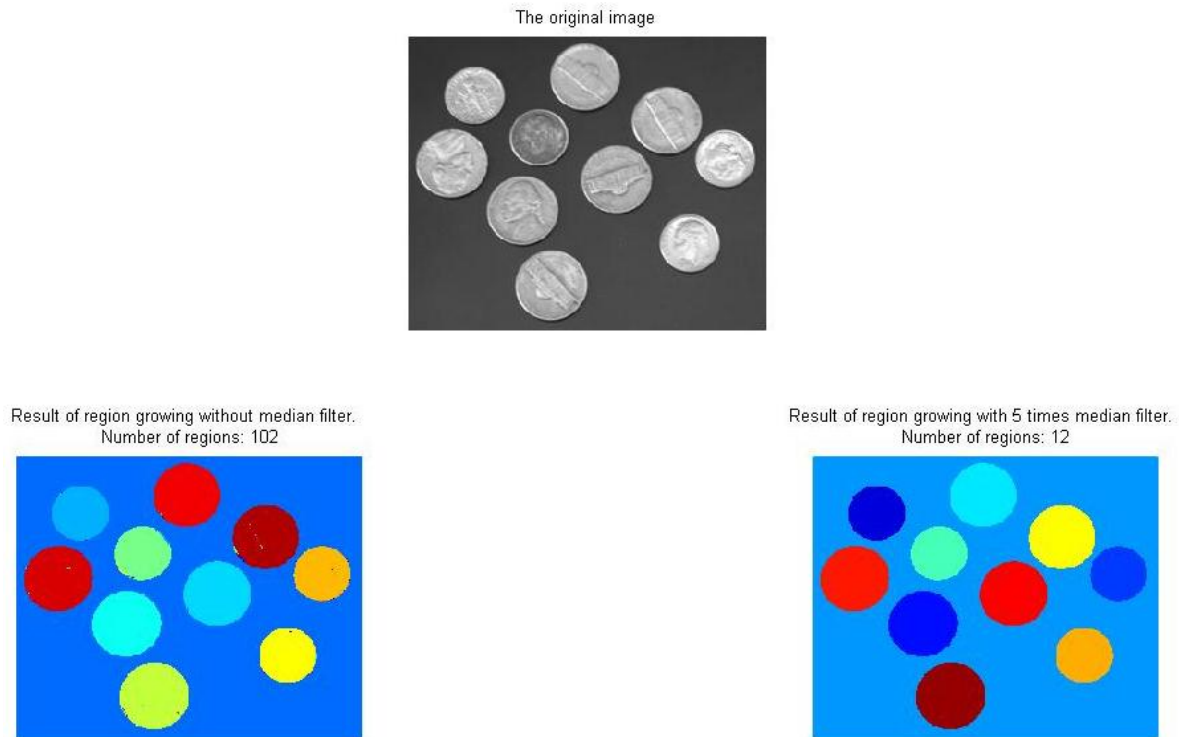 The original image
Result of region growing without median filter.
Number of regions: 102
Result of region growing with 5 times median filter.
Number of regions: 12